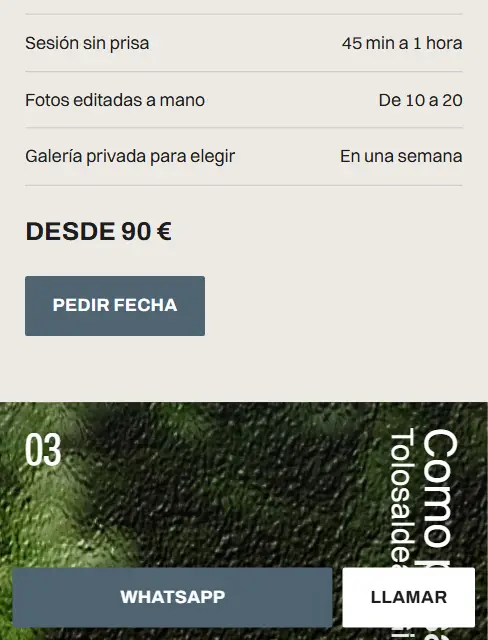 Sesión sin prisa
45 min a 1 hora
Fotos editadas a mano
De 10 a 20
Galería privada para elegir
En una semana
DESDE 90 €
PEDIR FECHA
03
Como
WHATSAPP
LLAMAR